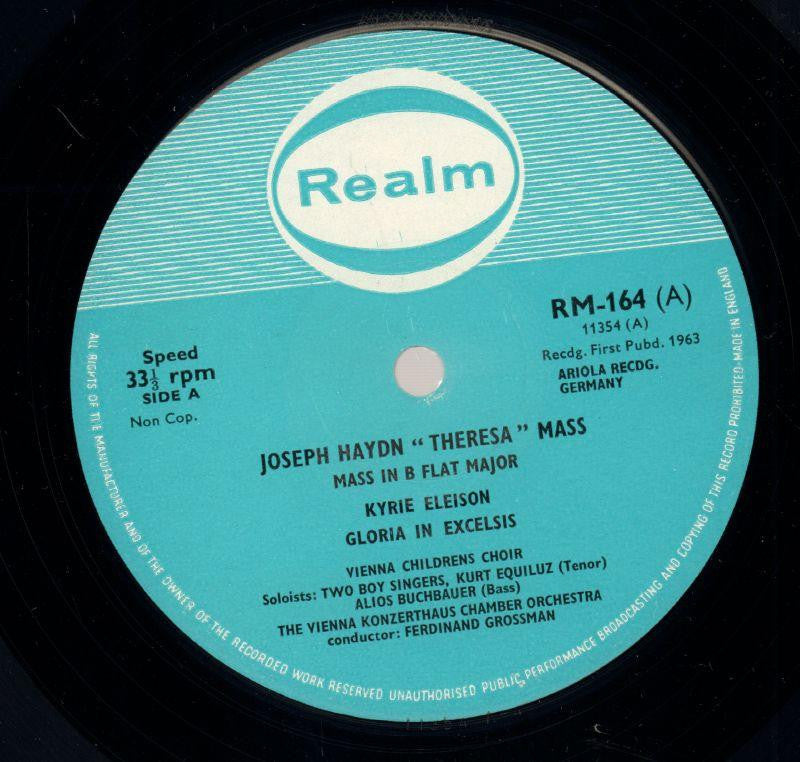 Realm
RM-164 (A)
11354 (A)
Recdg. First Pubd. 1963
ARIOLA RECDG.
GERMANY
Speed
33⅓ rpm
SIDE A
Non Cop.
JOSEPH HAYDN “ THERESA ” MASS
MASS IN B FLAT MAJOR
KYRIE ELEISON
GLORIA IN EXCELSIS
VIENNA CHILDRENS CHOIR
Soloists: TWO BOY SINGERS, KURT EQUILUZ (Tenor)
ALIOS BUCHBAUER (Bass)
THE VIENNA KONZERTHAUS CHAMBER ORCHESTRA
conductor: FERDINAND GROSSMAN
ALL RIGHTS OF THE MANUFACTURER AND OF THE OWNER OF THE RECORDED WORK RESERVED UNAUTHORISED PUBLIC PERFORMANCE BROADCASTING AND COPYING OF THIS RECORD PROHIBITED-MADE IN ENGLAND